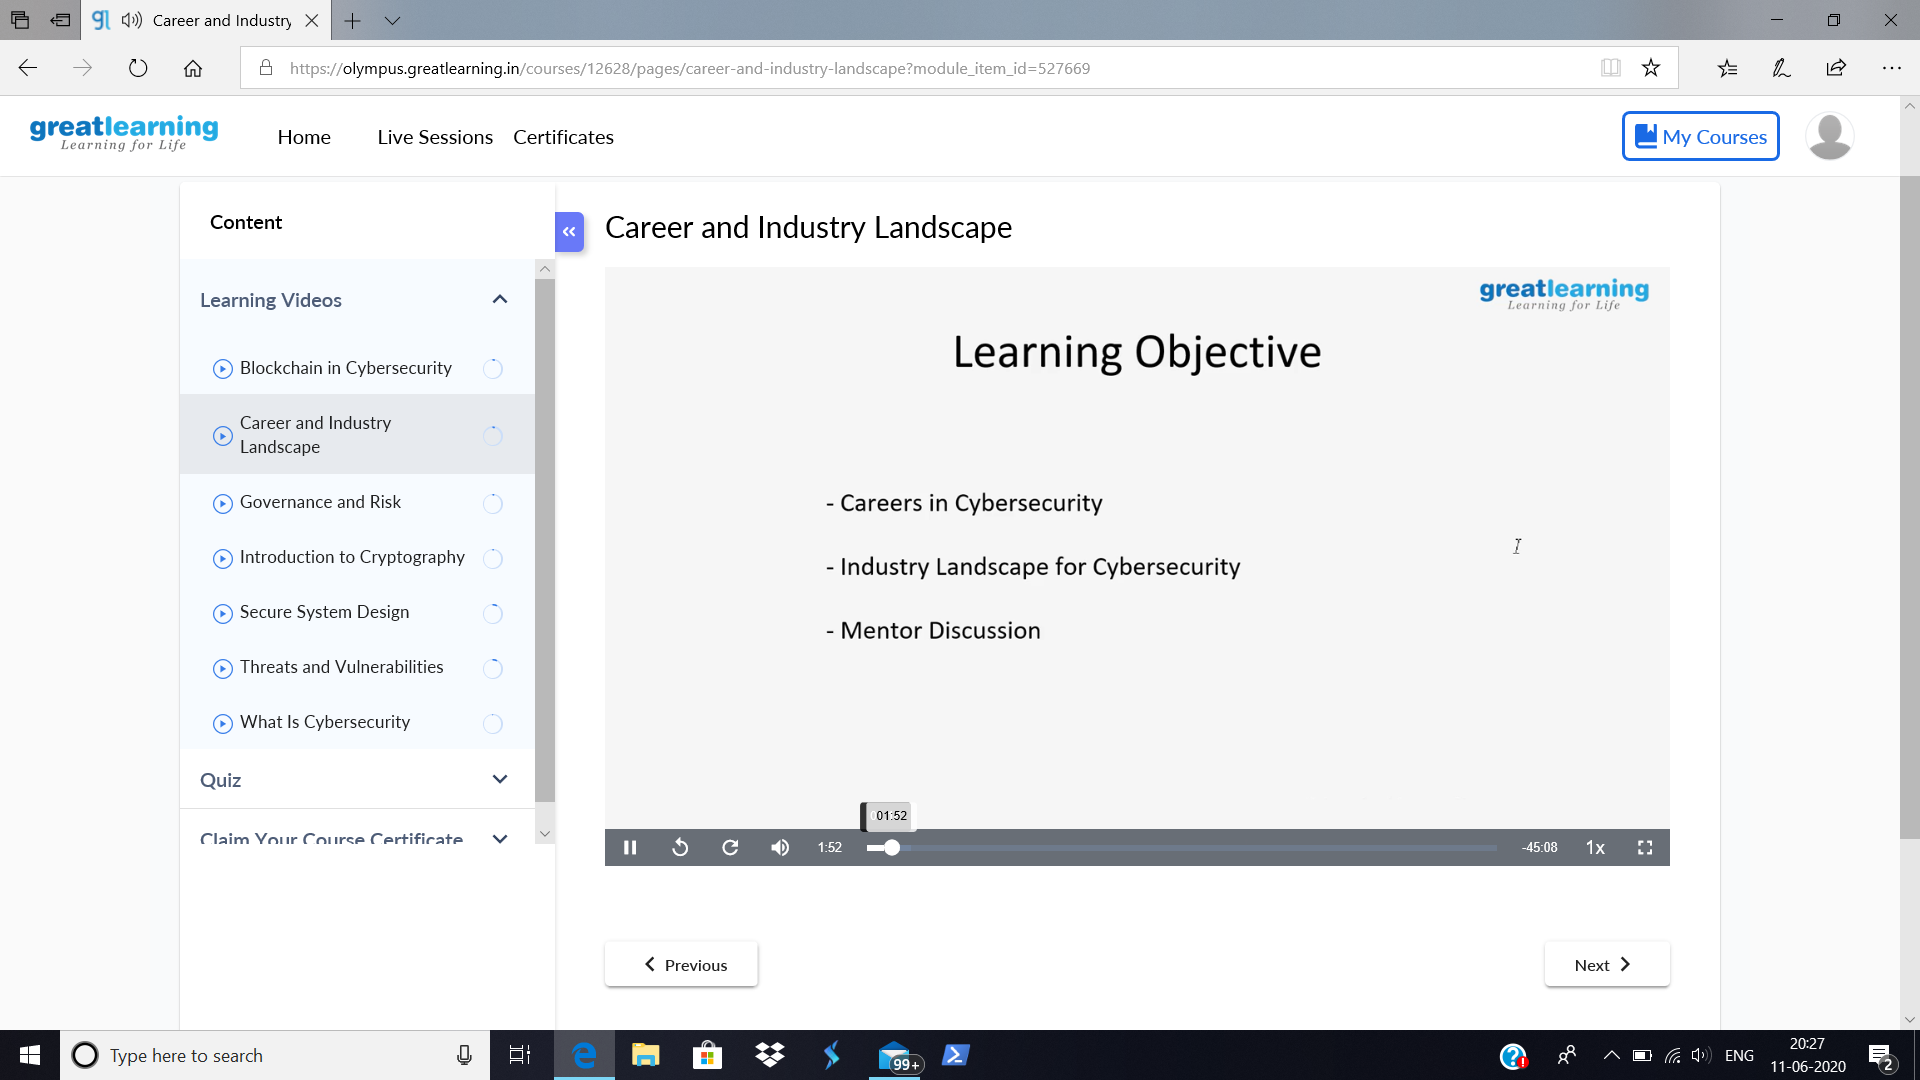 Career and Industry
https://olympus.greatlearning.in/courses/12628/pages/career-and-industry-landscape?module_item_id=527669
greatlearning
Learning for Life
Home
Live Sessions
Certificates
My Courses
Content
Learning Videos
Blockchain in Cybersecurity
Career and Industry
Landscape
Governance and Risk
Introduction to Cryptography
Secure System Design
Threats and Vulnerabilities
What Is Cybersecurity
Quiz
Claim Your Course Certificate
Career and Industry Landscape
greatlearning
Learning for Life
Learning Objective
- Careers in Cybersecurity
- Industry Landscape for Cybersecurity
- Mentor Discussion
01:52
1:52
-45:08
1x
Previous
Next
Type here to search
99+
ENG
20:27
11-06-2020
2